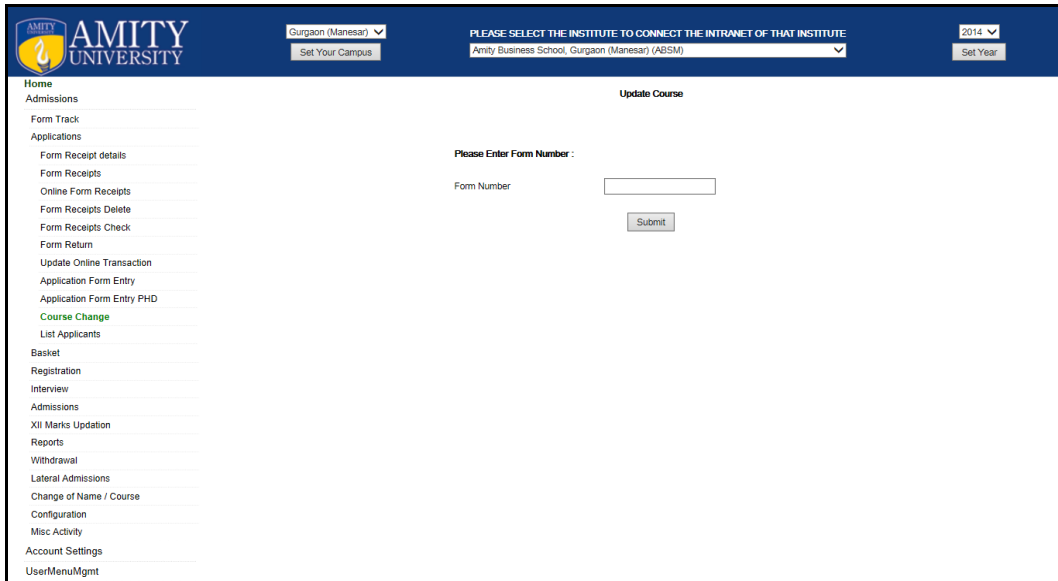 AMITY
AMITY
UNIVERSITY
Gurgaon (Manesar)
Set Your Campus
PLEASE SELECT THE INSTITUTE TO CONNECT THE INTRANET OF THAT INSTITUTE
Amity Business School, Gurgaon (Manesar) (ABSM)
2014
Set Year
Home
Admissions
Form Track
Applications
Form Receipt details
Form Receipts
Online Form Receipts
Form Receipts Delete
Form Receipts Check
Form Return
Update Online Transaction
Application Form Entry
Application Form Entry PHD
Course Change
List Applicants
Basket
Registration
Interview
Admissions
XII Marks Updation
Reports
Withdrawal
Lateral Admissions
Change of Name / Course
Configuration
Misc Activity
Account Settings
UserMenuMgmt
Update Course
Please Enter Form Number :
Form Number
Submit